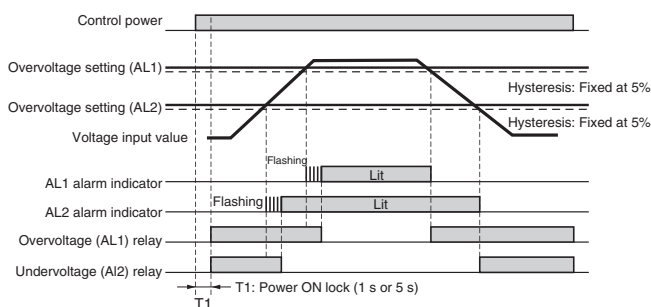 Control power
Overvoltage setting (AL1)
Hysteresis: Fixed at 5%
Overvoltage setting (AL2)
Hysteresis: Fixed at 5%
Voltage input value
Flashing
Lit
AL1 alarm indicator
Flashing
Lit
AL2 alarm indicator
Overvoltage (AL1) relay
Undervoltage (Al2) relay
T1: Power ON lock (1 s or 5 s)
T1